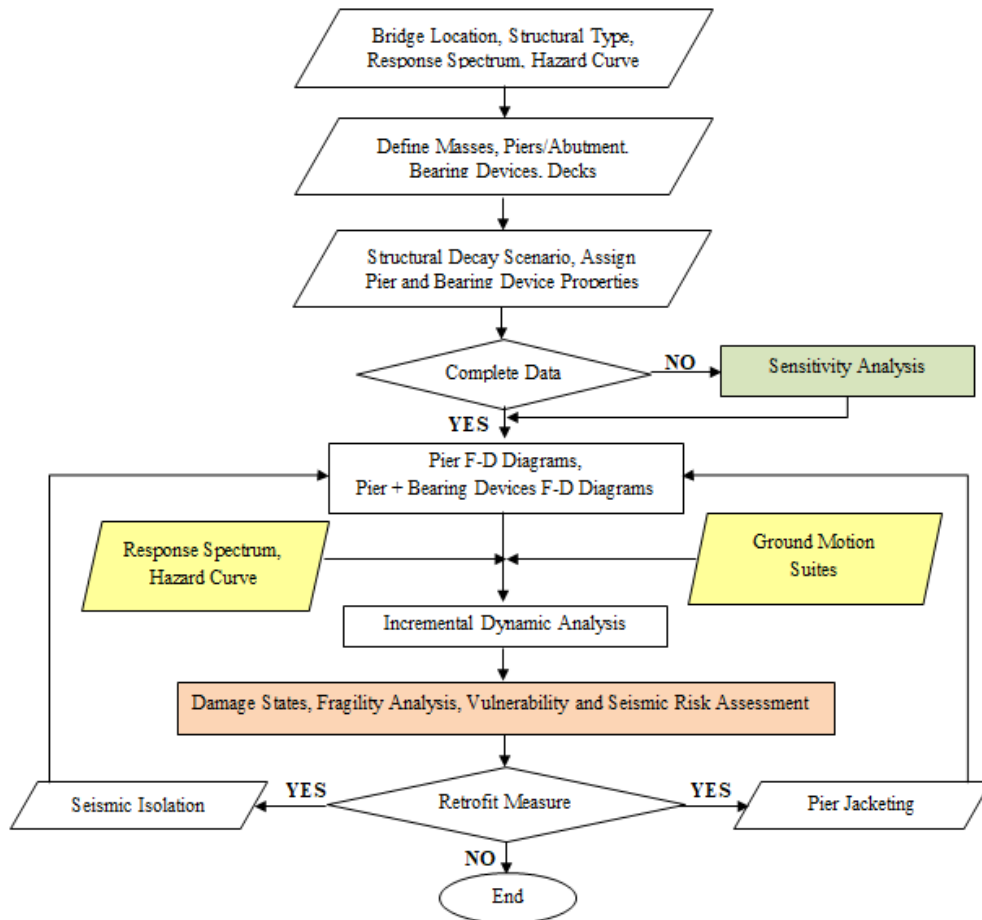 Bridge Location, Structural Type,
Response Spectrum, Hazard Curve
Define Masses, Piers/Abutment,
Bearing Devices, Decks
Structural Decay Scenario, Assign
Pier and Bearing Device Properties
Complete Data
NO
Sensitivity Analysis
YES
Pier F-D Diagrams,
Pier + Bearing Devices F-D Diagrams
Response Spectrum,
Hazard Curve
Ground Motion
Suites
Incremental Dynamic Analysis
Damage States, Fragility Analysis, Vulnerability and Seismic Risk Assessment
Seismic Isolation
YES
Retrofit Measure
YES
Pier Jacketing
NO
End